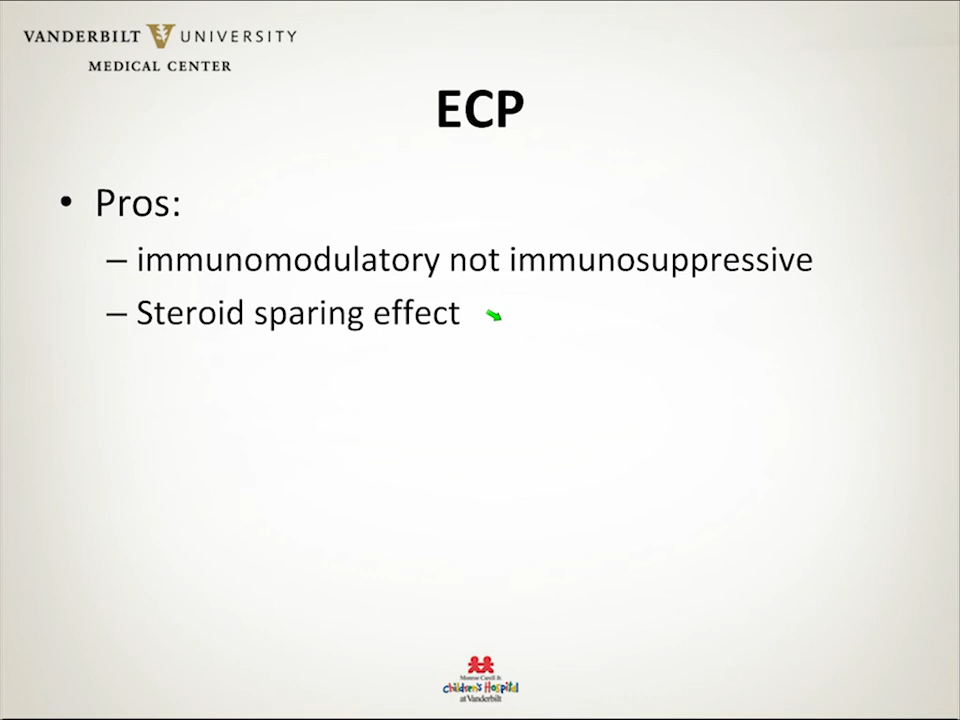 VANDERBILT V UNIVERSITY
MEDICAL CENTER
ECP
• Pros:
– immunomodulatory not immunosuppressive
– Steroid sparing effect
Monroe Carell Jr.
Children's Hospital
at Vanderbilt